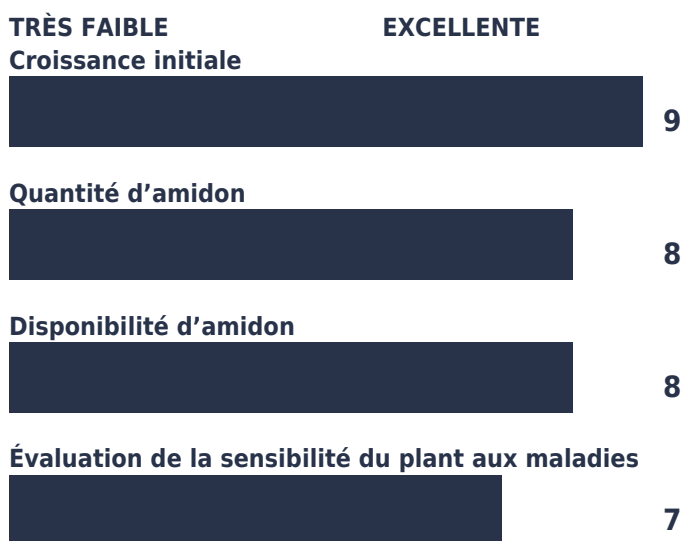 TRÈS FAIBLE EXCELLENTE
Croissance initiale
9
Quantité d’amidon
8
Disponibilité d’amidon
8
Évaluation de la sensibilité du plant aux maladies
7